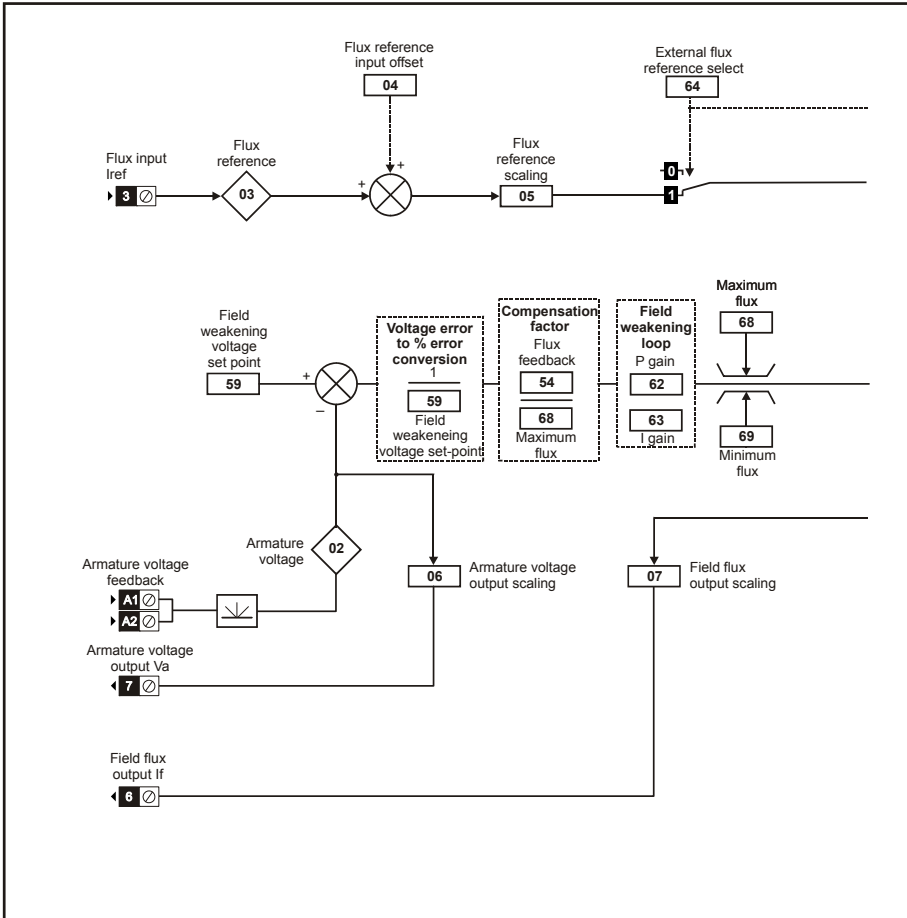 Flux reference
input offset
04
External flux
reference select
64
Flux input
Iref
3
Flux
reference
03
+
+
Flux
reference
scaling
05
0
1
Field
weakening
voltage
set point
59
+
–
Voltage error
to % error
conversion
1
59
Field
weakeneing
voltage set-point
Compensation
factor
Flux
feedback
54
68
Maximum
flux
Field
weakening
loop
P gain
62
63
I gain
Maximum
flux
68
69
Minimum
flux
Armature
voltage
02
Armature voltage
feedback
A1
A2
06
Armature voltage
output scaling
07
Field flux
output scaling
Armature voltage
output Va
7
Field flux
output If
6